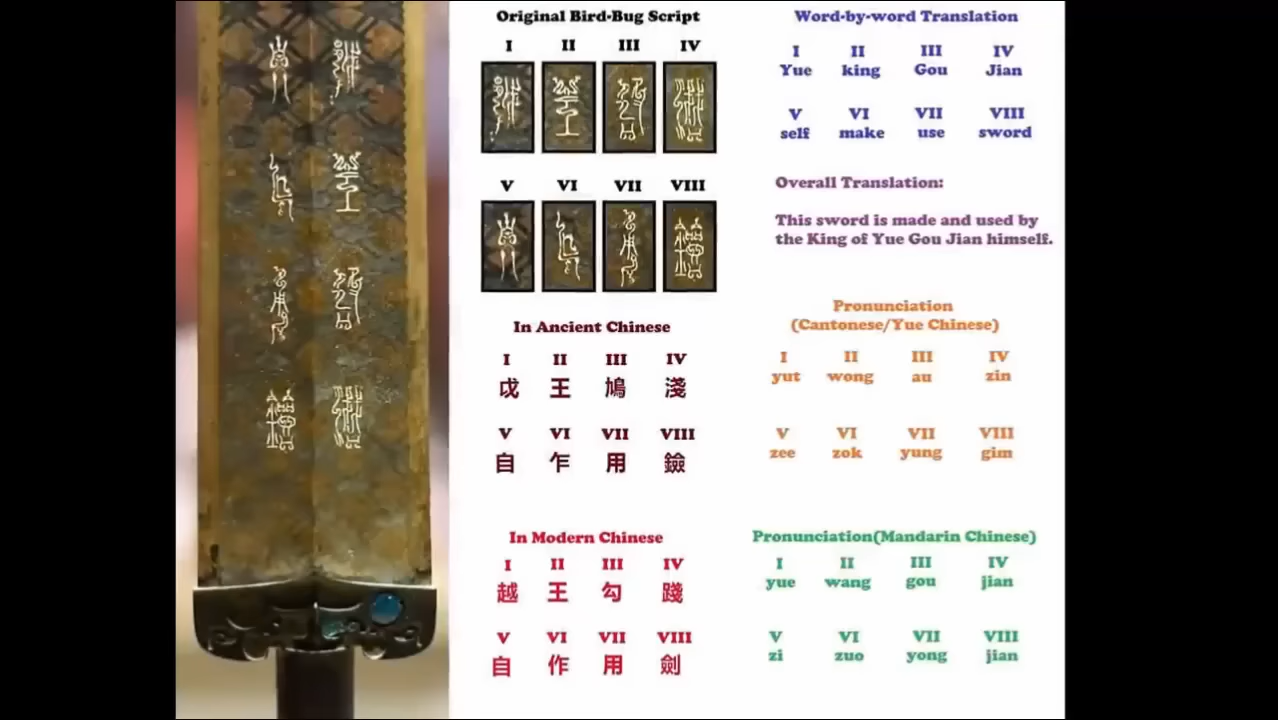 Original Bird-Bug Script
I II III IV
V VI VII VIII
In Ancient Chinese
I II III IV
戉 王 鳩 淺
V VI VII VIII
自 乍 用 鐱
In Modern Chinese
I II III IV
越 王 勾 踐
V VI VII VIII
自 作 用 劍
Word-by-word Translation
I II III IV
Yue king Gou Jian
V VI VII VIII
self make use sword
Overall Translation:
This sword is made and used by
the King of Yue Gou Jian himself.
Pronunciation
(Cantonese/Yue Chinese)
I II III IV
yut wong au zin
V VI VII VIII
zee zok yung gim
Pronunciation(Mandarin Chinese)
I II III IV
yue wang gou jian
V VI VII VIII
zi zuo yong jian